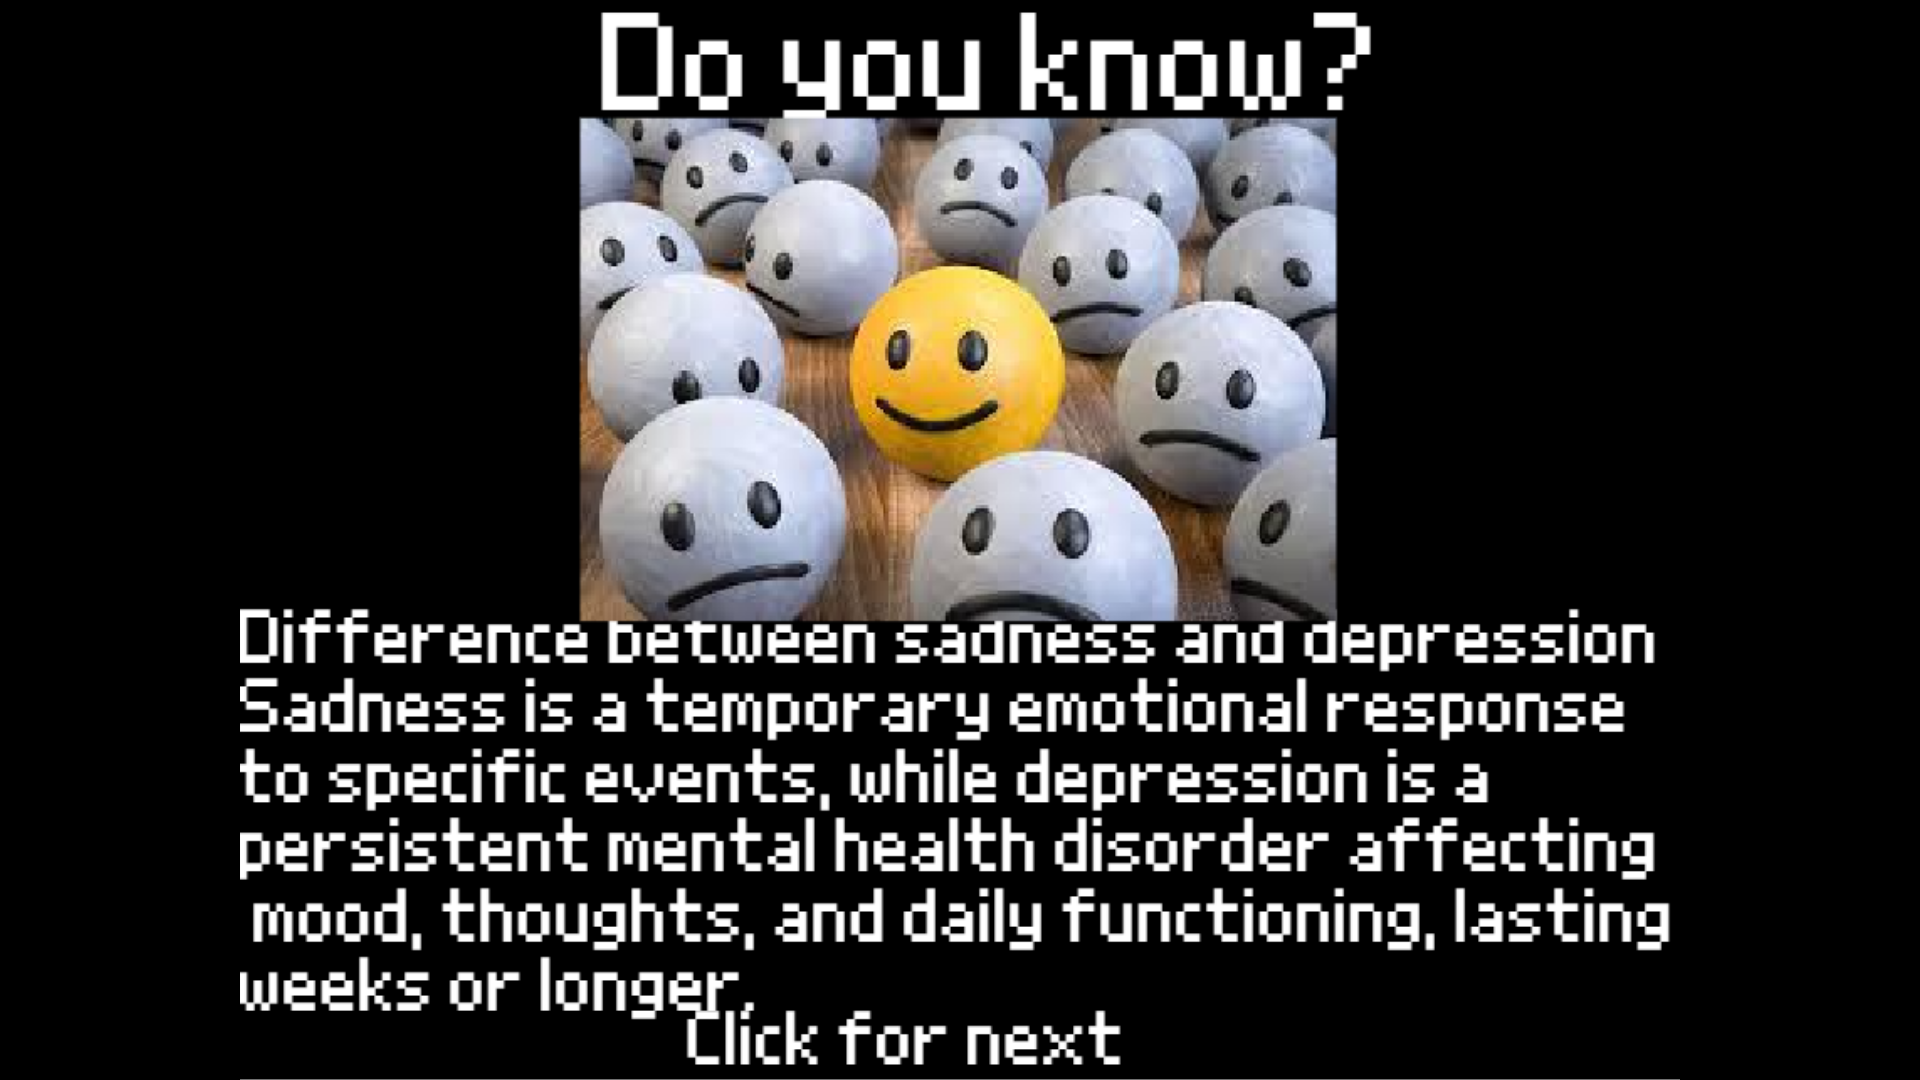 Do you know?
Difference between sadness and depression
Sadness is a temporary emotional response
to specific events, while depression is a
persistent mental health disorder affecting
mood, thoughts, and daily functioning, lasting
weeks or longer,
Click for next